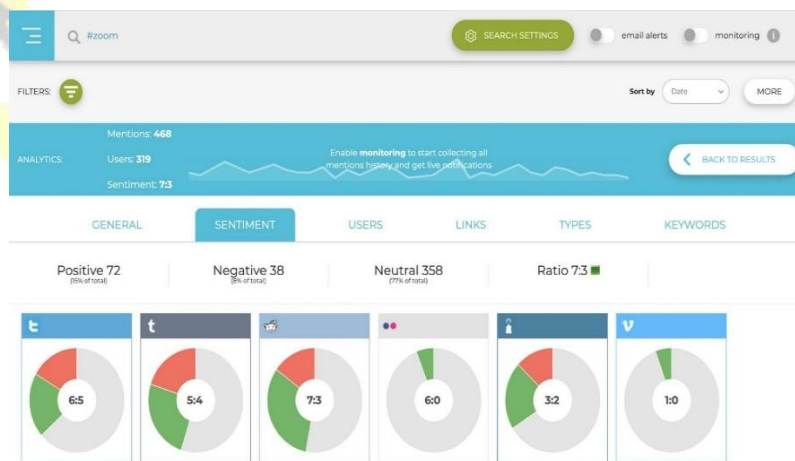 #zoom
SEARCH SETTINGS
email alerts
monitoring i
FILTERS:
Sort by Date
MORE
Mentions: 468
ANALYTICS:
Users: 319
Sentiment: 7:3
Enable monitoring to start collecting all
mentions history and get live notifications
BACK TO RESULTS
GENERAL SENTIMENT USERS LINKS TYPES KEYWORDS
Positive 72 Negative 38 Neutral 358 Ratio 7:3
(15% of total) (8% of total) (77% of total)
t t v
6:5 5:4 7:3 6:0 3:2 1:0